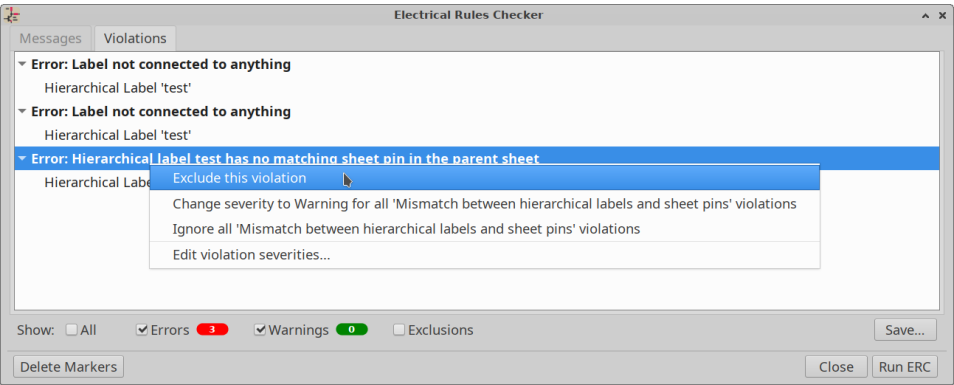 Electrical Rules Checker
Messages Violations
Error: Label not connected to anything
Hierarchical Label 'test'
Error: Label not connected to anything
Hierarchical Label 'test'
Error: Hierarchical label test has no matching sheet pin in the parent sheet
Hierarchical
Exclude this violation
Change severity to Warning for all 'Mismatch between hierarchical labels and sheet pins' violations
Ignore all 'Mismatch between hierarchical labels and sheet pins' violations
Edit violation severities...
Show: All Errors 3 Warnings 0 Exclusions Save...
Delete Markers Close Run ERC